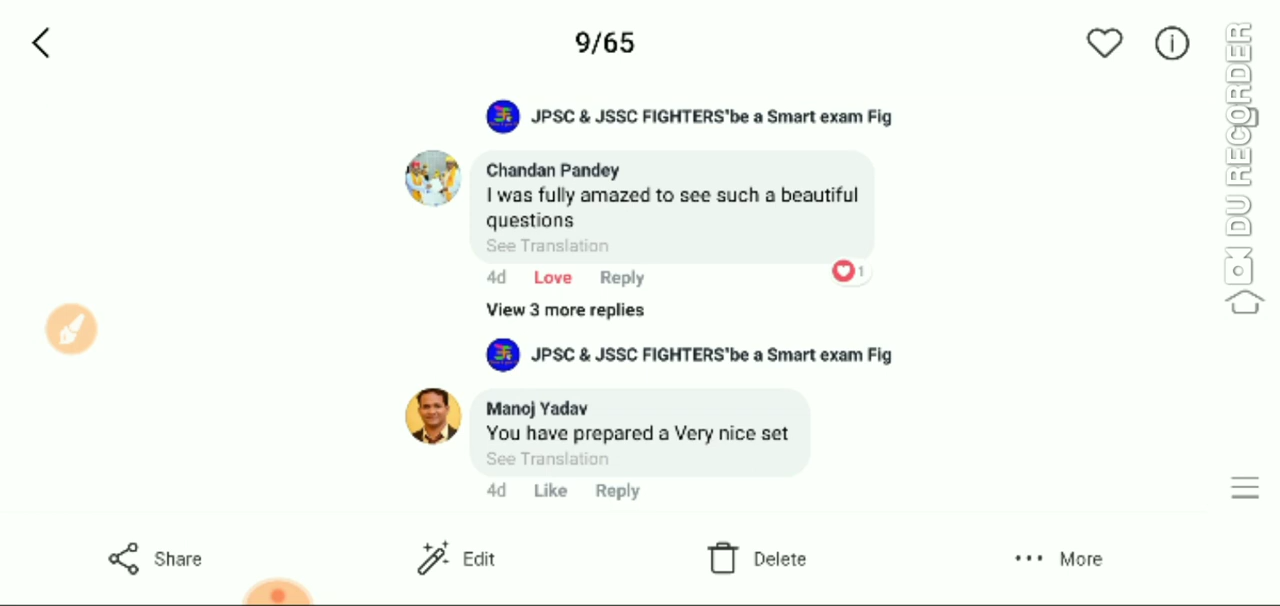 9/65
JPSC & JSSC FIGHTERS"be a Smart exam Fig
Chandan Pandey
I was fully amazed to see such a beautiful
questions
See Translation
4d Love Reply
1
View 3 more replies
JPSC & JSSC FIGHTERS"be a Smart exam Fig
Manoj Yadav
You have prepared a Very nice set
See Translation
4d Like Reply
Share Edit Delete More
DU RECORDER